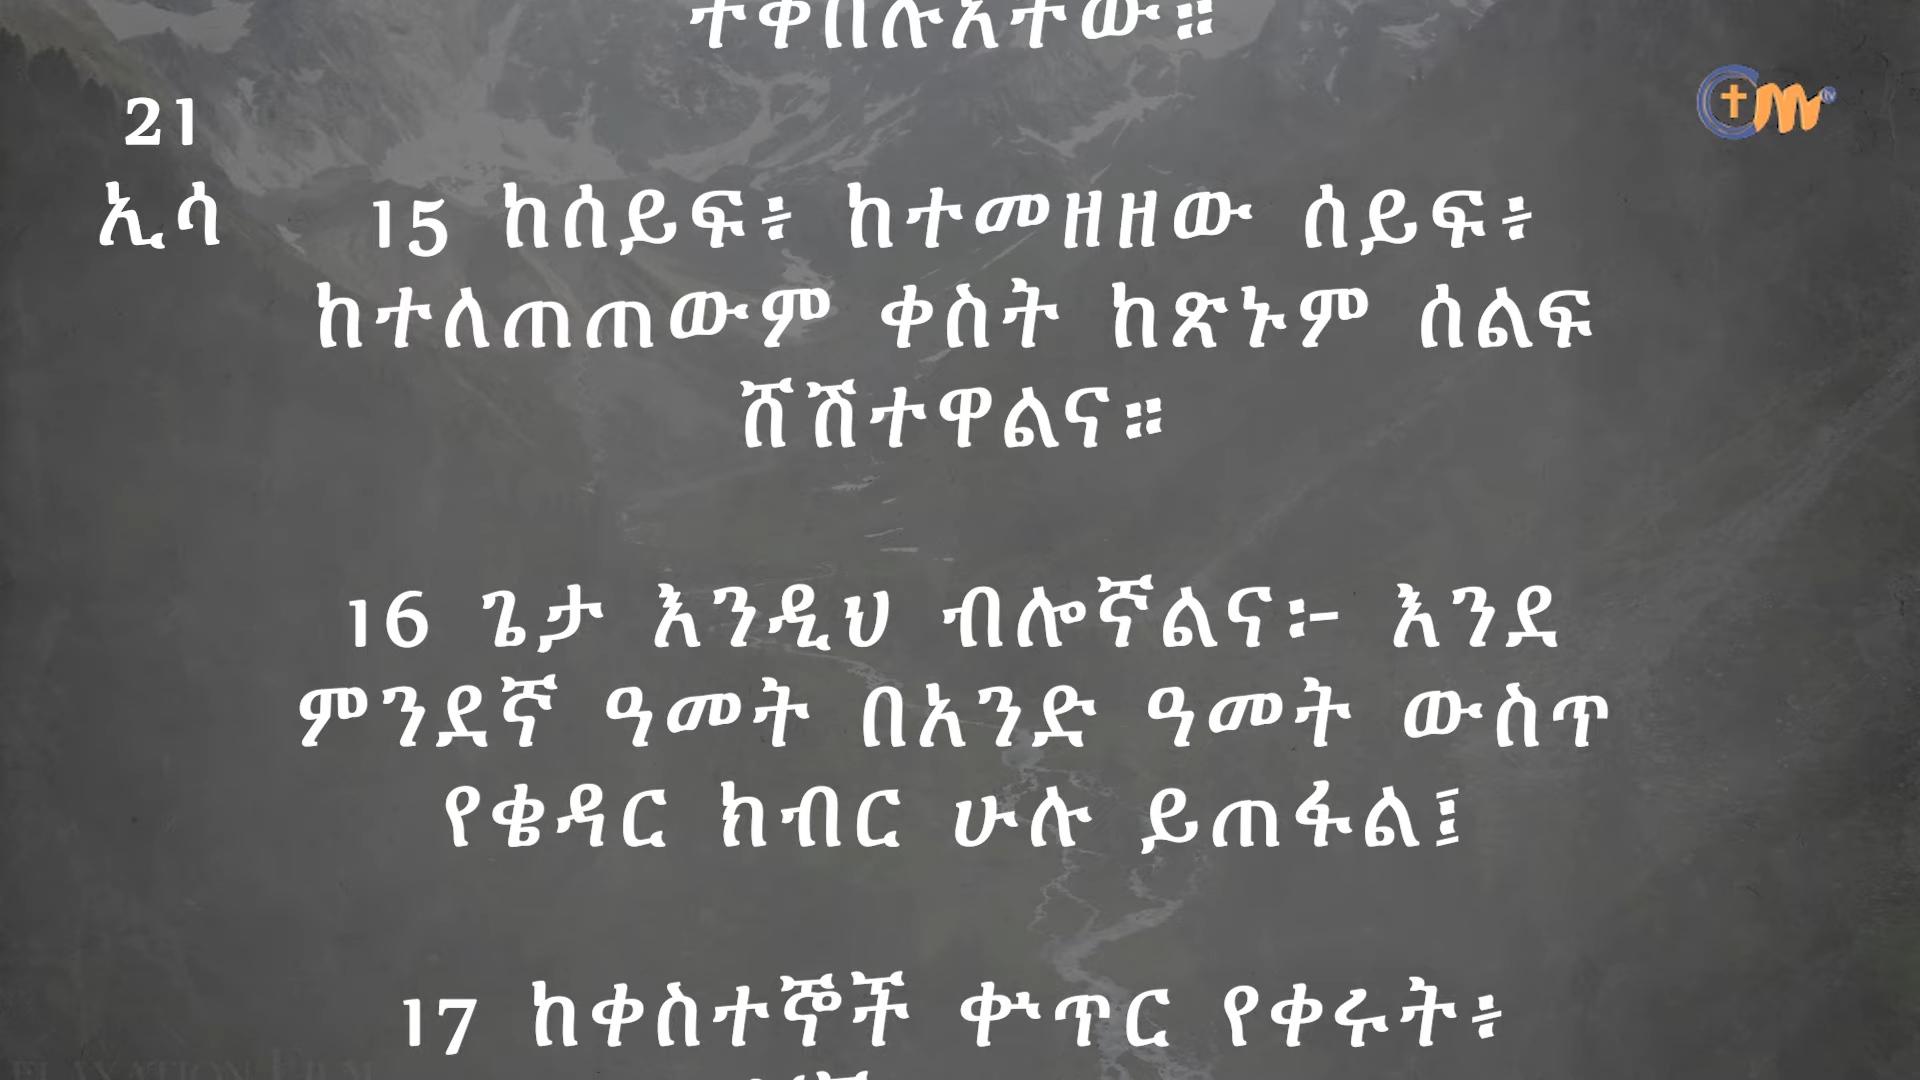 ተቀበሉአቸው።
21
ኢሳ
15 ከሰይፍ፥ ከተመዘዘው ሰይፍ፥
ከተለጠጠውም ቀስት ከጽኑም ሰልፍ
ሸሽተዋልና።
16 ጌታ እንዲህ ብሎኛልና፦ እንደ
ምንደኛ ዓመት በአንድ ዓመት ውስጥ
የቄዳር ክብር ሁሉ ይጠፋል፤
17 ከቀስተኞች ቍጥር የቀሩት፥